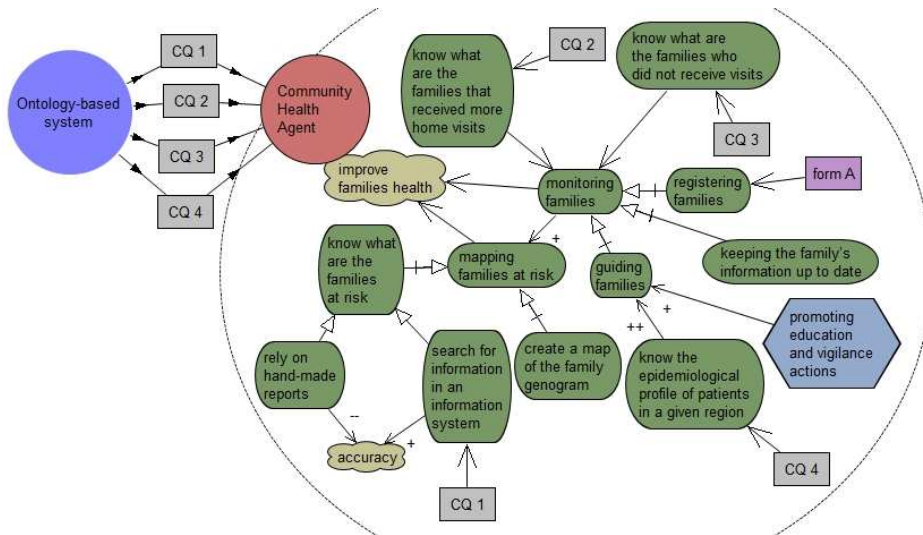 Ontology-based
system
CQ 1
CQ 2
CQ 3
CQ 4
Community
Health
Agent
know what
are the
families that
received more
home visits
CQ 2
know what are
the families who
did not receive visits
CQ 3
improve
families health
monitoring
families
registering
families
form A
keeping the family's
information up to date
know what
are the
families
at risk
mapping
families at risk
+
guiding
families
+
++
promoting
education
and vigilance
actions
rely on
hand-made
reports
search for
information
in an
information
system
create a map
of the family
genogram
know the
epidemiological
profile of patients
in a given region
--
+
accuracy
CQ 1
CQ 4